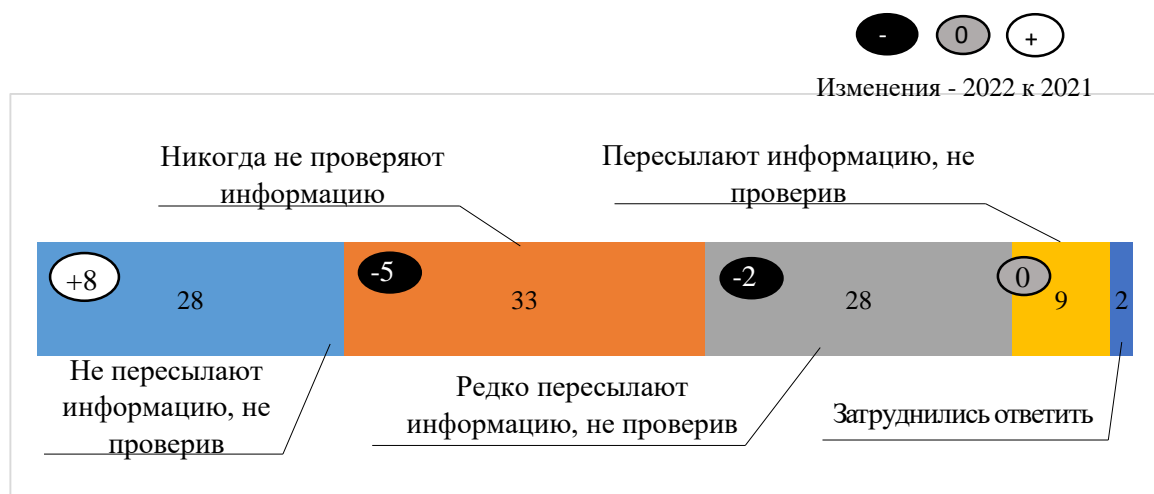 - 0 +
Изменения - 2022 к 2021
Никогда не проверяют
информацию
Пересылают информацию, не
проверив
+8 28 -5 33 -2 28 0 9 2
Не пересылают
информацию, не
проверив
Редко пересылают
информацию, не проверив
Затруднились ответить